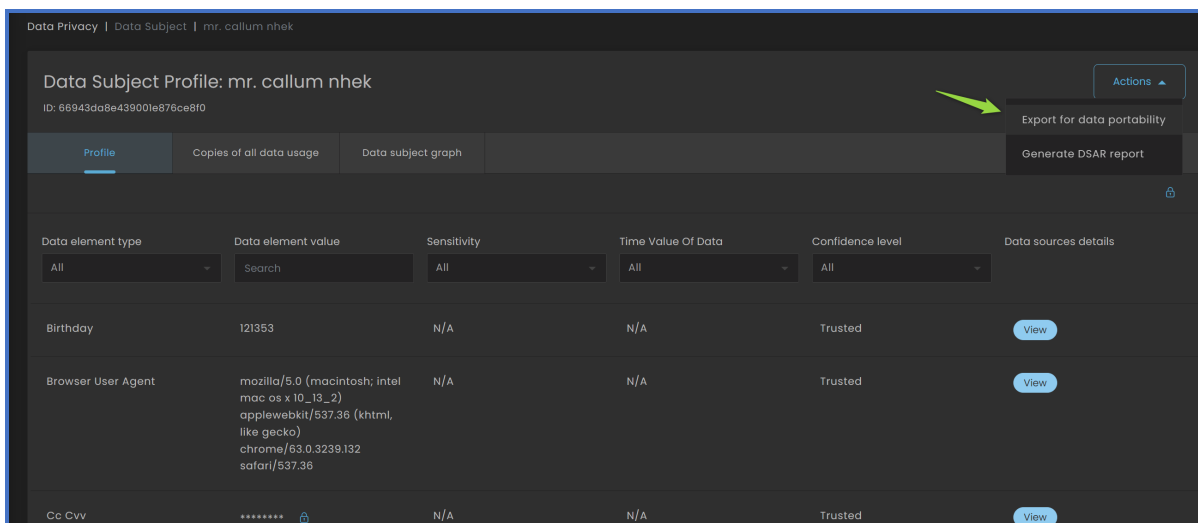 Data Privacy | Data Subject | mr. callum nhek
Data Subject Profile: mr. callum nhek
Actions
ID: 66943da8e439001e876ce8f0
Export for data portability
Generate DSAR report
Profile
Copies of all data usage
Data subject graph
Data element type
Data element value
Sensitivity
Time Value Of Data
Confidence level
Data sources details
All
Search
All
All
All
Birthday
121353
N/A
N/A
Trusted
View
Browser User Agent
mozilla/5.0 (macintosh; intel
mac os x 10_13_2)
applewebkit/537.36 (khtml,
like gecko)
chrome/63.0.3239.132
safari/537.36
N/A
N/A
Trusted
View
Cc Cvv
********
N/A
N/A
Trusted
View